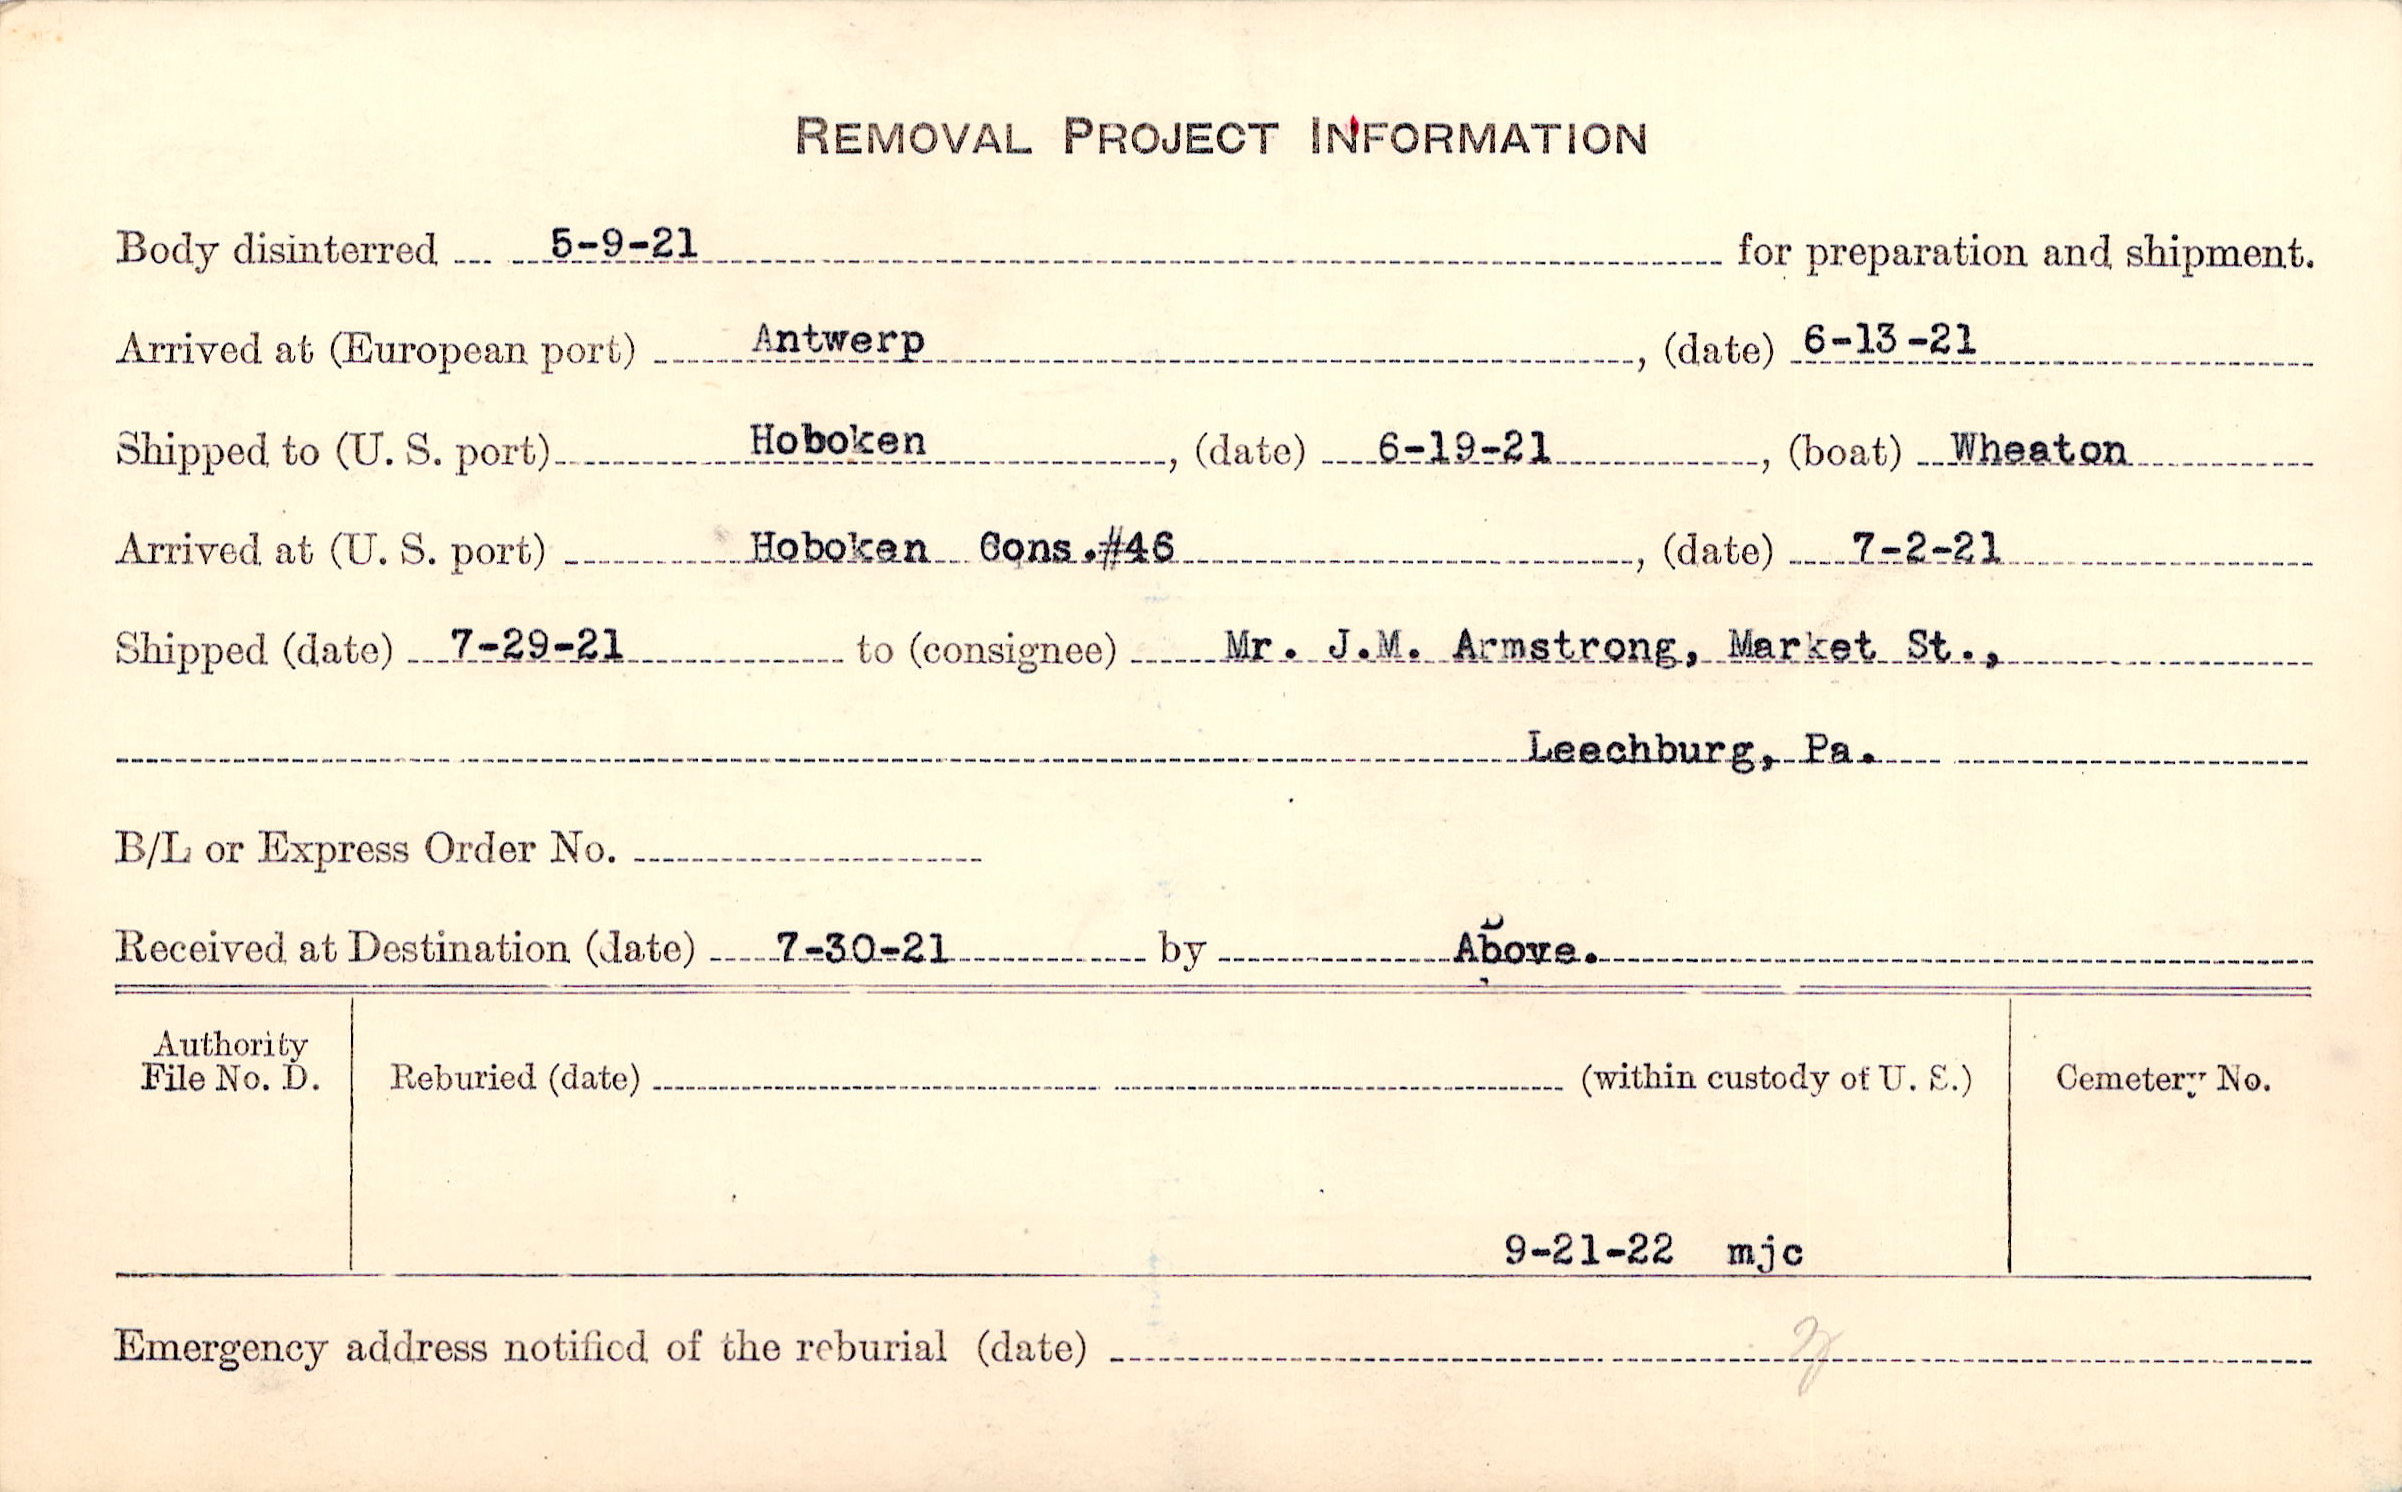 REMOVAL PROJECT INFORMATION
Body disinterred 5-9-21 for preparation and shipment.
Arrived at (European port) Antwerp, (date) 6-13-21
Shipped to (U. S. port) Hoboken, (date) 6-19-21, (boat) Wheaton
Arrived at (U. S. port) Hoboken Cons.#46, (date) 7-2-21
Shipped (date) 7-29-21 to (consignee) Mr. J.M. Armstrong, Market St.,
Leechburg, Pa.
B/L or Express Order No.
Received at Destination (date) 7-30-21 by Above.
Authority
File No. D. Reburied (date) (within custody of U. S.) Cemetery No.
9-21-22 mjc
Emergency address notified of the reburial (date)